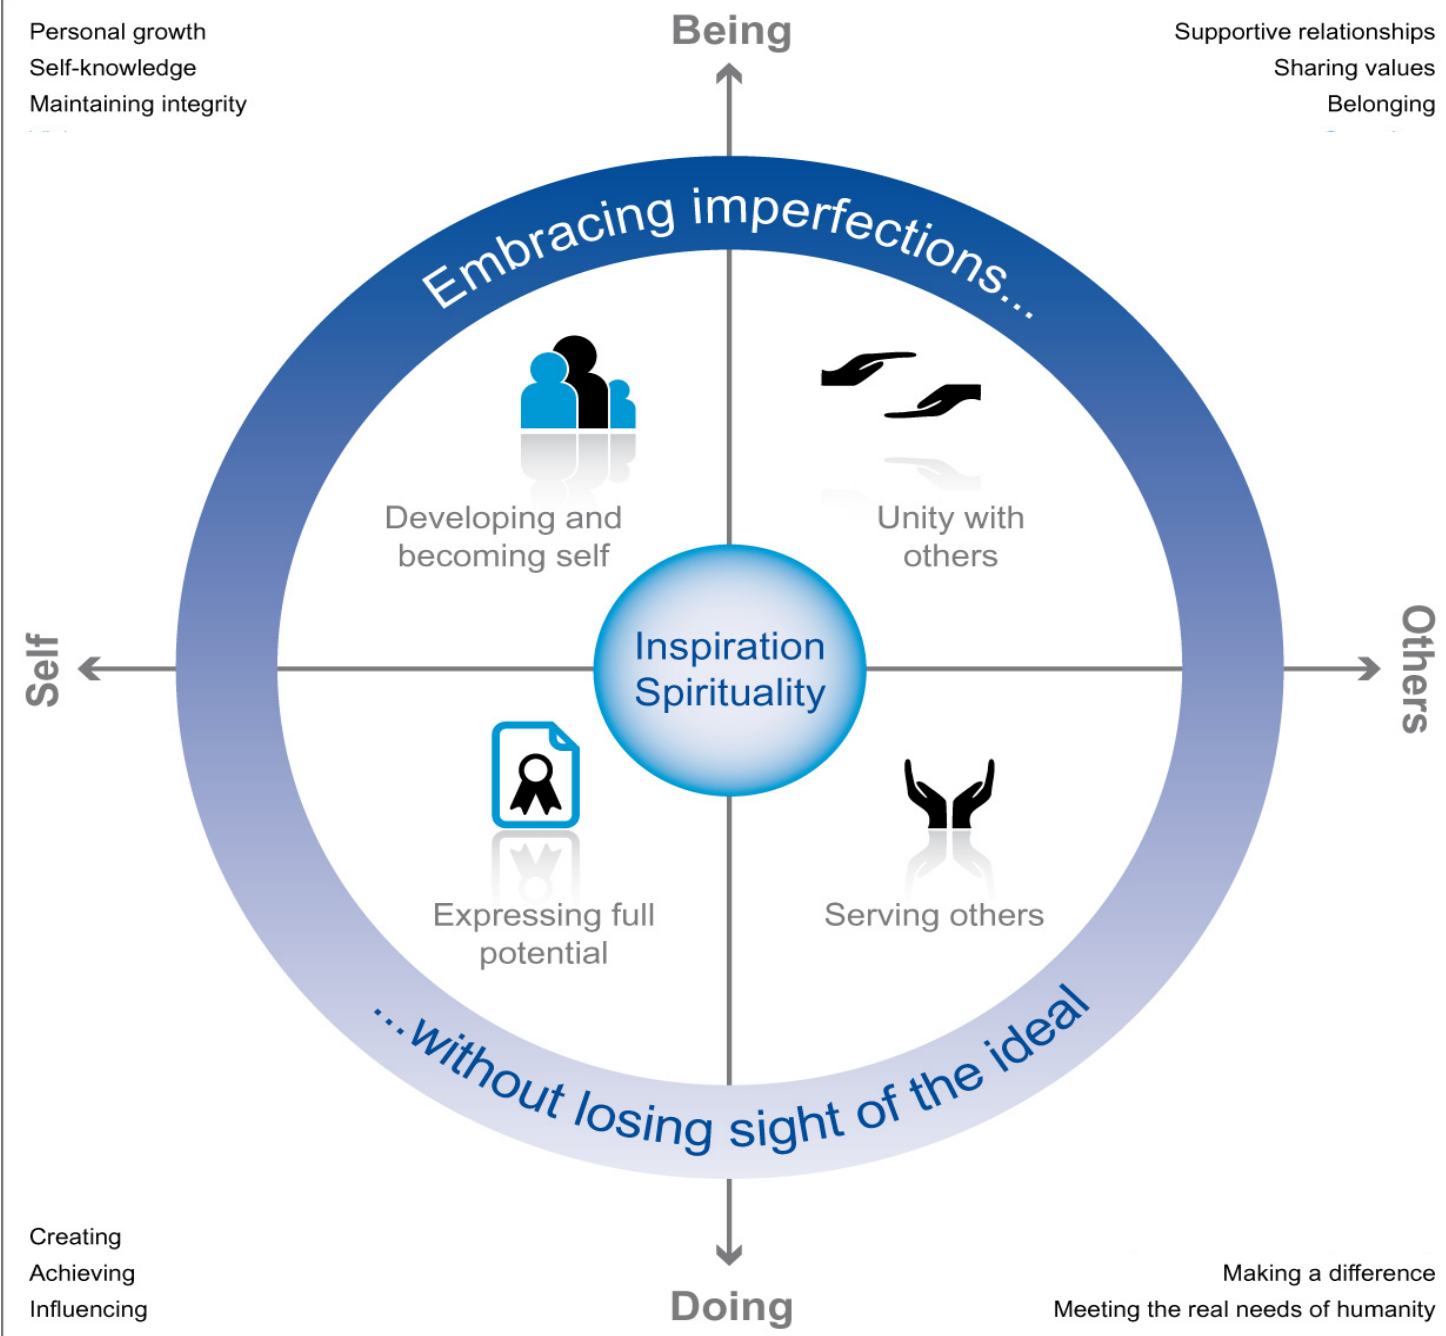 Being
Personal growth
Self-knowledge
Maintaining integrity
Supportive relationships
Sharing values
Belonging
Embracing imperfections...
Developing and
becoming self
Unity with
others
Self
Inspiration
Spirituality
Others
Expressing full
potential
Serving others
...without losing sight of the ideal
Creating
Achieving
Influencing
Making a difference
Meeting the real needs of humanity
Doing